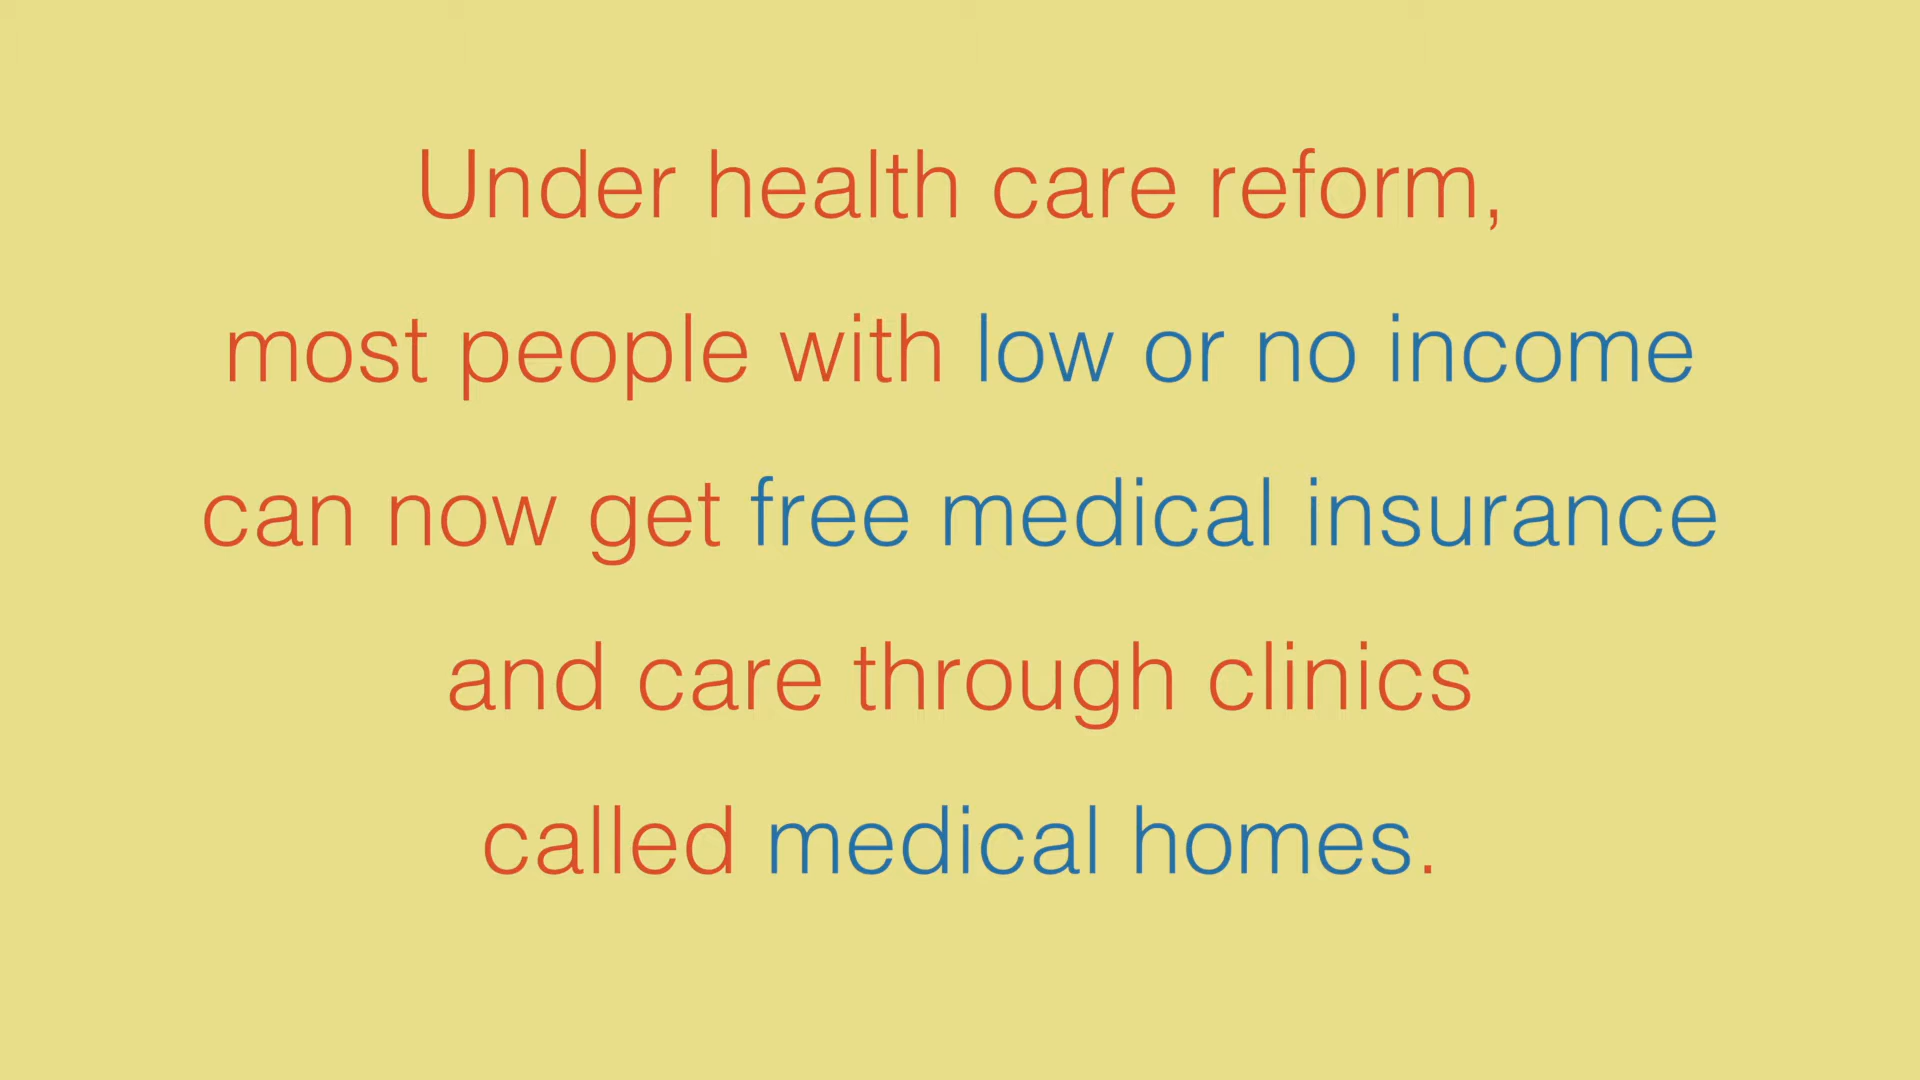 Under health care reform,
most people with low or no income
can now get free medical insurance
and care through clinics
called medical homes.